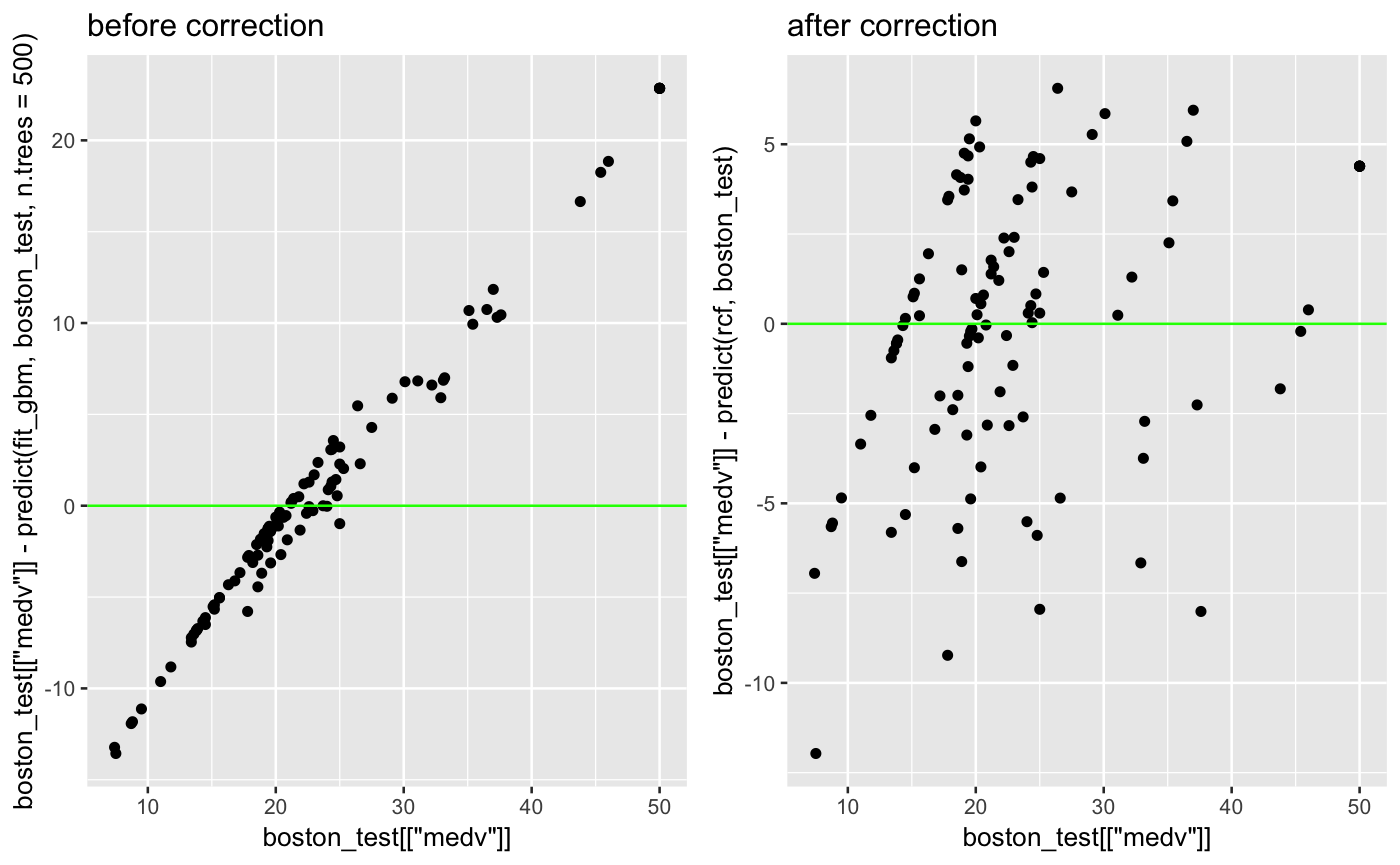 before correction
boston_test[["medv"]] - predict(fit_gbm, boston_test, n.trees = 500)
20
10
0
-10
10 20 30 40 50
boston_test[["medv"]]
after correction
boston_test[["medv"]] - predict(rcf, boston_test)
5
0
-5
-10
10 20 30 40 50
boston_test[["medv"]]